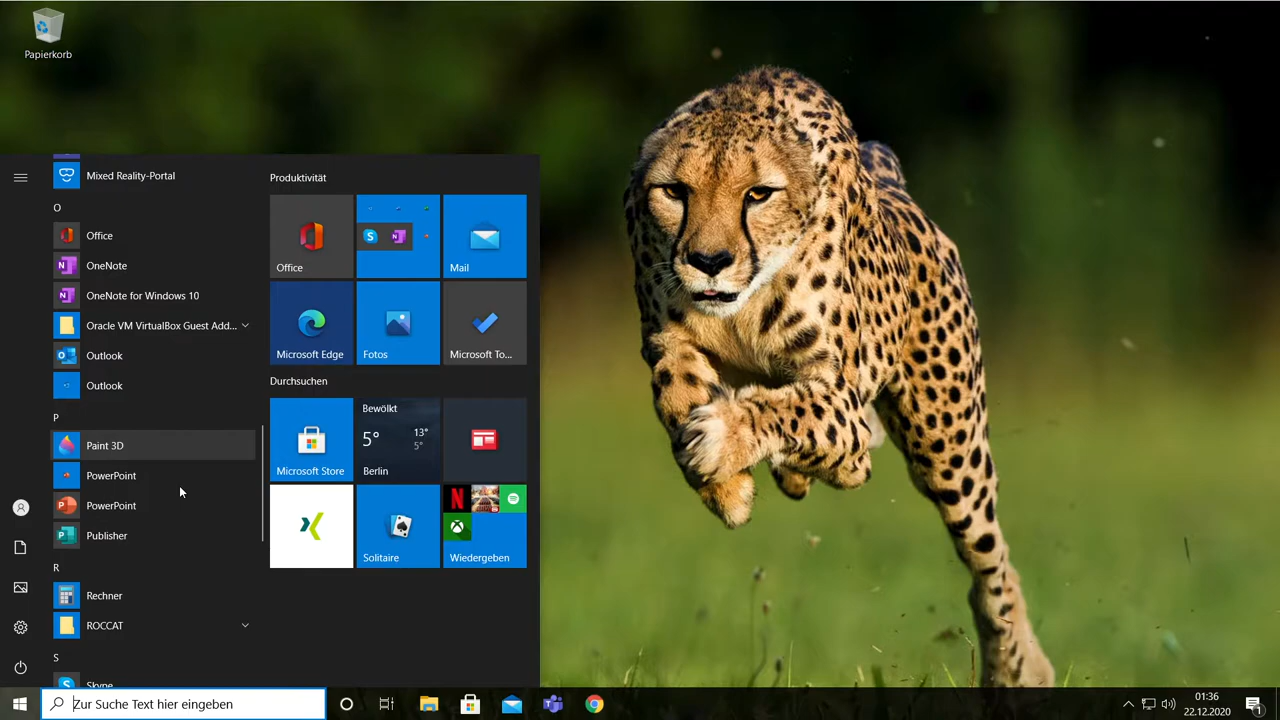 Papierkorb
Mixed Reality-Portal
O
Office
OneNote
OneNote for Windows 10
Oracle VM VirtualBox Guest Add...
Outlook
Outlook
P
Paint 3D
PowerPoint
PowerPoint
Publisher
R
Rechner
ROCCAT
S
Skype
Produktivität
Office
Mail
Microsoft Edge
Fotos
Microsoft To...
Durchsuchen
Microsoft Store
Bewölkt
5° 13°
5°
Berlin
Solitaire
Wiedergeben
Zur Suche Text hier eingeben
01:36
22.12.2020
1